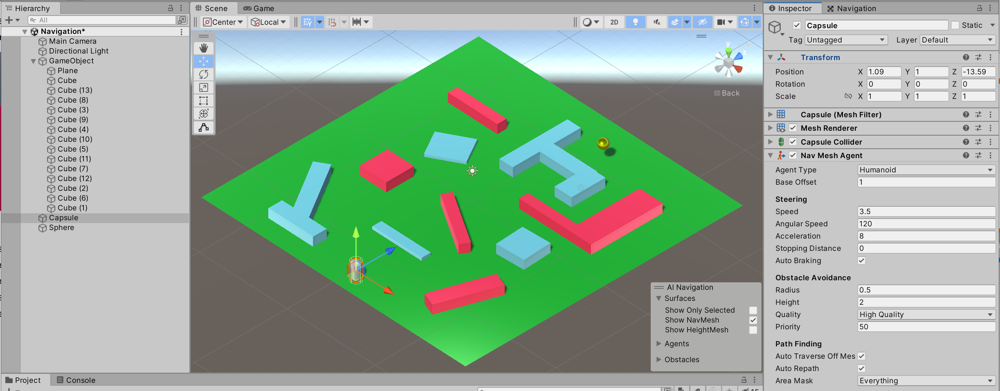 Hierarchy
All
Navigation*
Main Camera
Directional Light
GameObject
Plane
Cube
Cube (13)
Cube (8)
Cube (3)
Cube (9)
Cube (4)
Cube (10)
Cube (5)
Cube (11)
Cube (7)
Cube (12)
Cube (2)
Cube (6)
Cube (1)
Capsule
Sphere
Scene Game
Center Local 2D
y
z
Back
AI Navigation
Surfaces
Show Only Selected
Show NavMesh
Show HeightMesh
Agents
Obstacles
Project Console
15
Inspector Navigation
Capsule Static
Tag Untagged Layer Default
Transform
Position X 1.09 Y 1 Z -13.59
Rotation X 0 Y 0 Z 0
Scale X 1 Y 1 Z 1
Capsule (Mesh Filter)
Mesh Renderer
Capsule Collider
Nav Mesh Agent
Agent Type Humanoid
Base Offset 1
Steering
Speed 3.5
Angular Speed 120
Acceleration 8
Stopping Distance 0
Auto Braking
Obstacle Avoidance
Radius 0.5
Height 2
Quality High Quality
Priority 50
Path Finding
Auto Traverse Off Mes
Auto Repath
Area Mask Everything